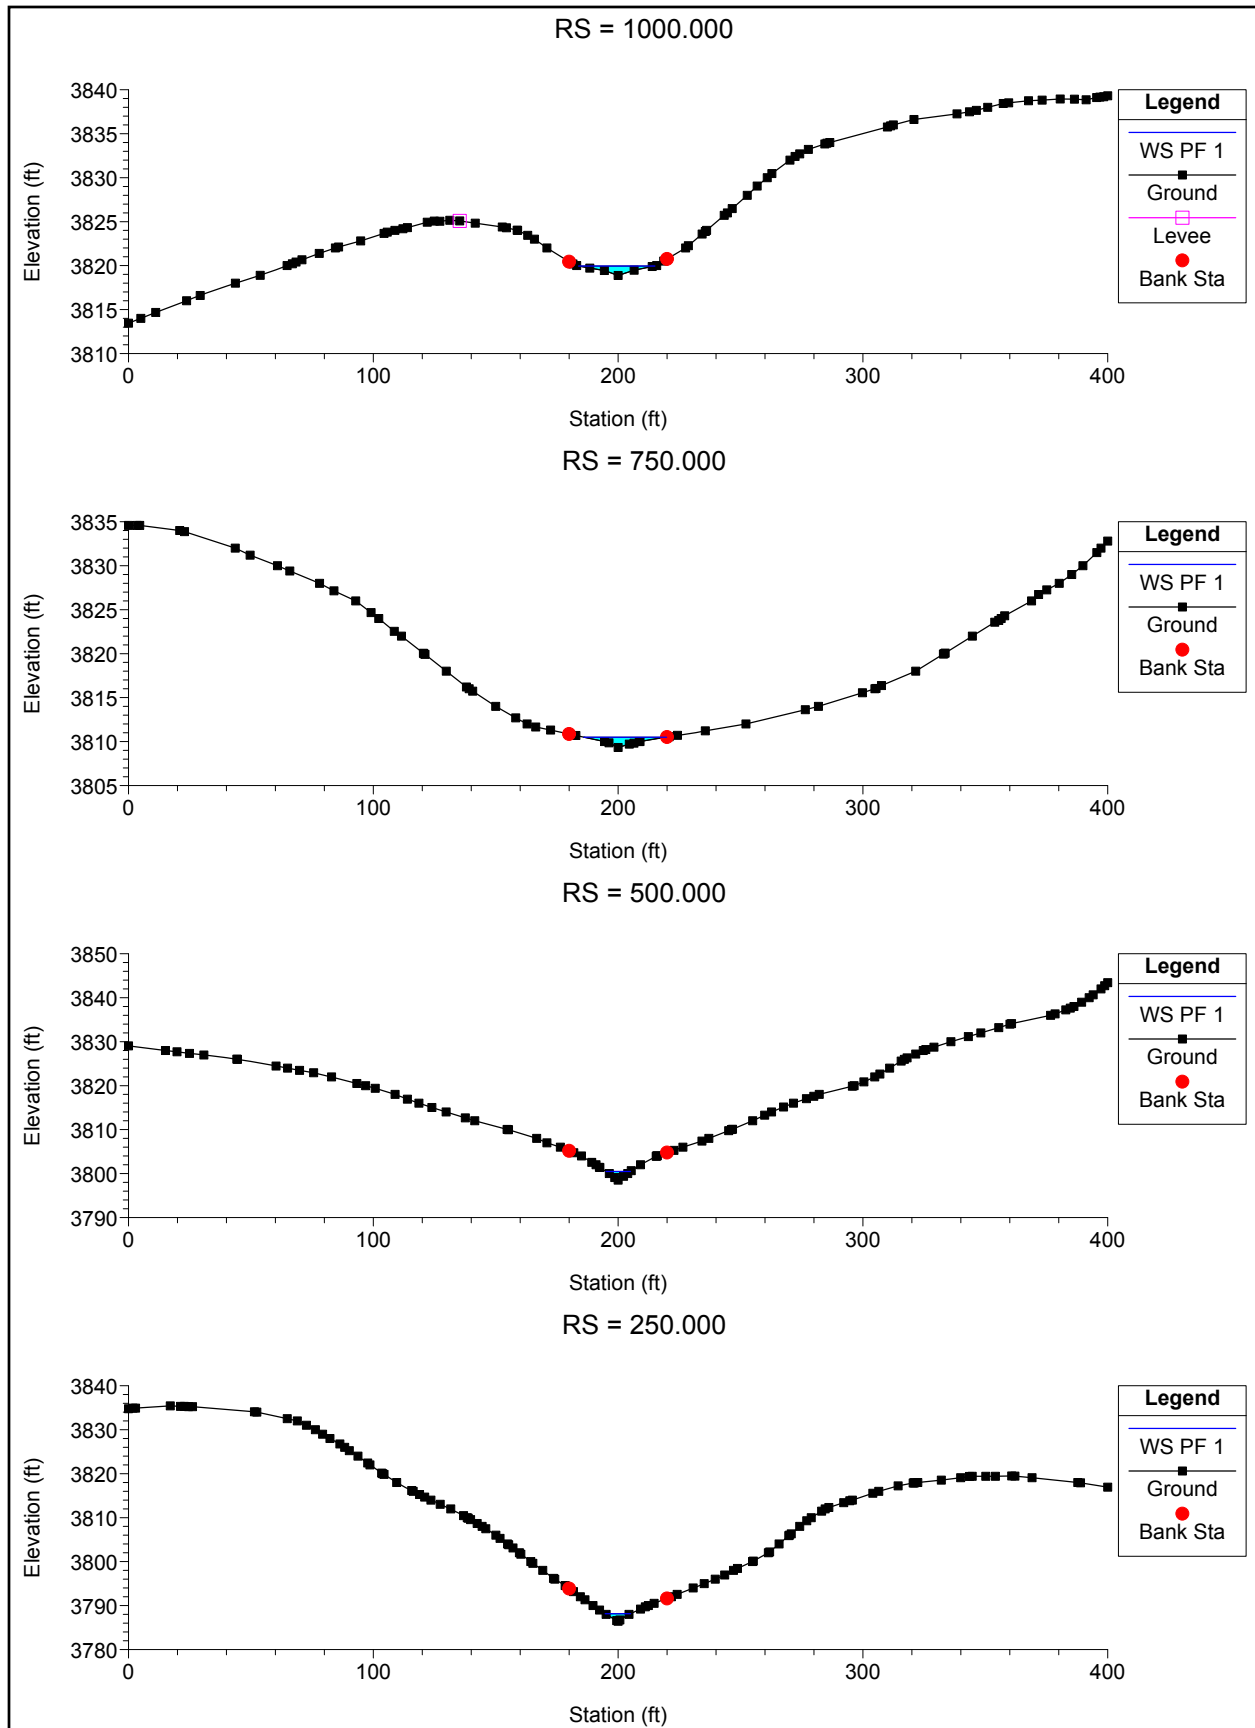 RS = 1000.000
3840
3835
3830
3825
3820
3815
3810
Elevation (ft)
0 100 200 300 400
Station (ft)
Legend
WS PF 1
Ground
Levee
Bank Sta
RS = 750.000
3835
3830
3825
3820
3815
3810
3805
Elevation (ft)
0 100 200 300 400
Station (ft)
Legend
WS PF 1
Ground
Bank Sta
RS = 500.000
3850
3840
3830
3820
3810
3800
3790
Elevation (ft)
0 100 200 300 400
Station (ft)
Legend
WS PF 1
Ground
Bank Sta
RS = 250.000
3840
3830
3820
3810
3800
3790
3780
Elevation (ft)
0 100 200 300 400
Station (ft)
Legend
WS PF 1
Ground
Bank Sta